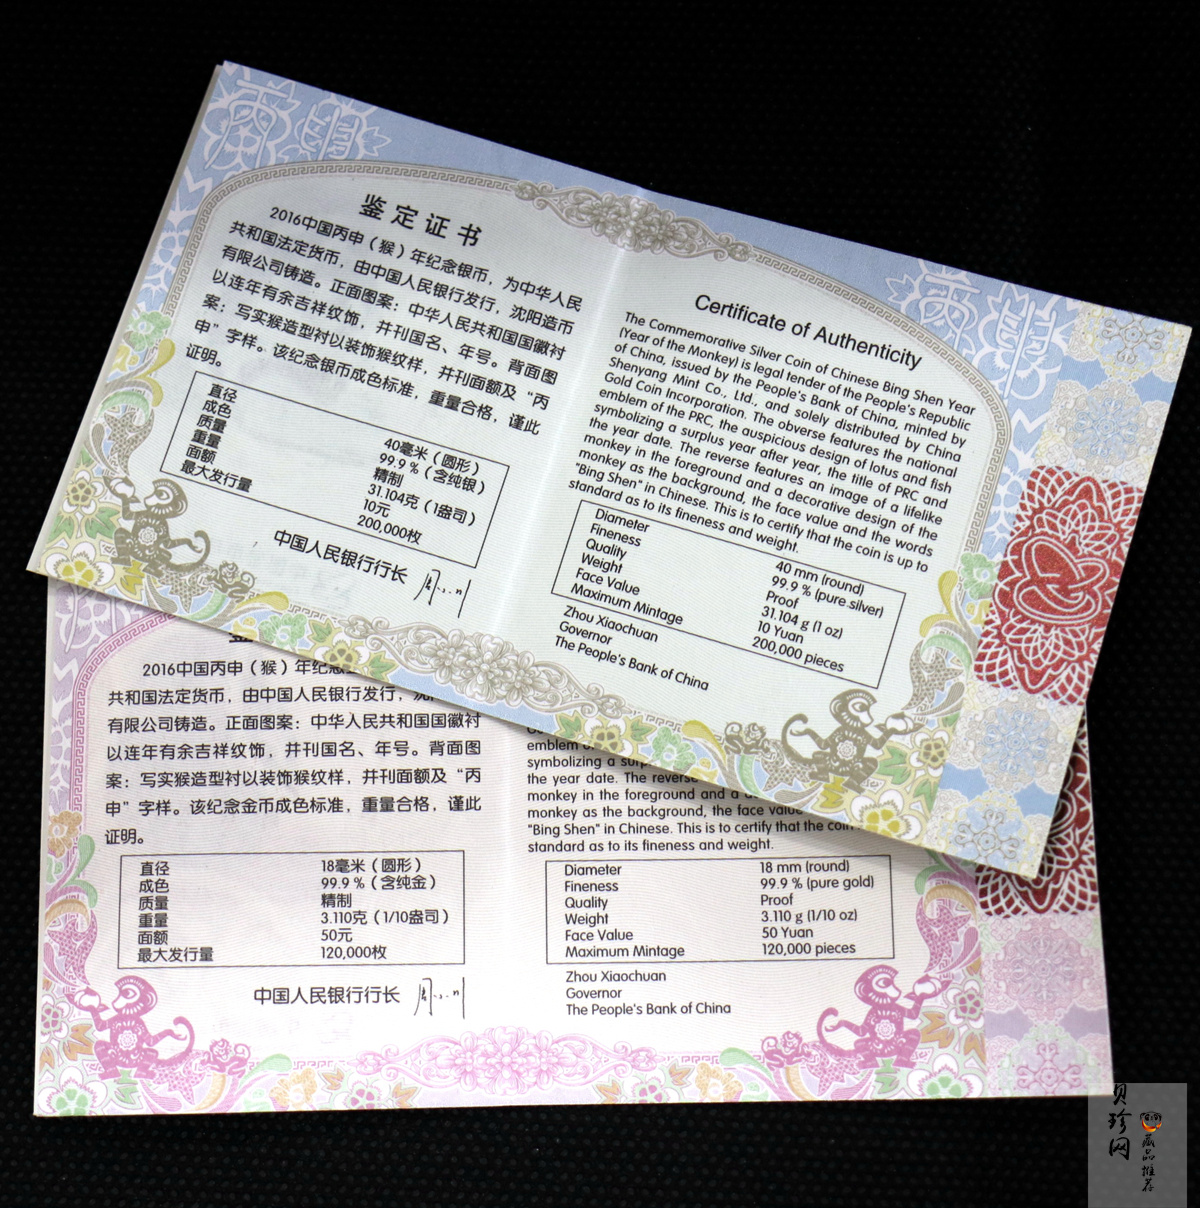 鉴定证书
2016中国丙申（猴）年纪念银币，为中华人民
共和国法定货币，由中国人民银行发行，沈阳造币
有限公司铸造。正面图案：中华人民共和国国徽衬
以连年有余吉祥纹饰，并刊国名、年号。背面图
案：写实猴造型衬以装饰猴纹样，并刊面额及“丙
申”字样。该纪念银币成色标准，重量合格，谨此
证明。
直径 40毫米（圆形）
成色 99.9%（含纯银）
质量 精制
重量 31.104克（1盎司）
面额 10元
最大发行量 200,000枚
中国人民银行行长
Certificate of Authenticity
The Commemorative Silver Coin of Chinese Bing Shen Year
(Year of the Monkey) is legal tender of the People's Republic
of China, issued by the People's Bank of China, minted by
Shenyang Mint Co., Ltd. and solely distributed by China
Gold Coin Incorporation. The obverse features the national
emblem of the PRC, the auspicious design of lotus and fish
symbolizing a surplus year after year, the title of PRC and
the year date. The reverse features an image of a lifelike
monkey in the foreground and a decorative design of the
monkey as the background, the face value and the words
"Bing Shen" in Chinese. This is to certify that the coin is up to
standard as to its fineness and weight.
Diameter 40 mm (round)
Fineness 99.9 % (pure silver)
Quality Proof
Weight 31.104 g (1 oz)
Face Value 10 Yuan
Maximum Mintage 200,000 pieces
Zhou Xiaochuan
Governor
The People's Bank of China
2016中国丙申（猴）年纪念
共和国法定货币，由中国人民银行发行，沈
有限公司铸造。正面图案：中华人民共和国国徽衬
以连年有余吉祥纹饰，并刊国名、年号。背面图
案：写实猴造型衬以装饰猴纹样，并刊面额及“丙
申”字样。该纪念金币成色标准，重量合格，谨此
证明。
直径 18毫米（圆形）
成色 99.9%（含纯金）
质量 精制
重量 3.110克（1/10盎司）
面额 50元
最大发行量 120,000枚
中国人民银行行长
emblem
symbolizing a surp
the year date. The reverse
monkey in the foreground and a
monkey as the background, the face value
"Bing Shen" in Chinese. This is to certify that the coin
standard as to its fineness and weight.
Diameter 18 mm (round)
Fineness 99.9 % (pure gold)
Quality Proof
Weight 3.110 g (1/10 oz)
Face Value 50 Yuan
Maximum Mintage 120,000 pieces
Zhou Xiaochuan
Governor
The People's Bank of China
贝珍网
藏品推荐